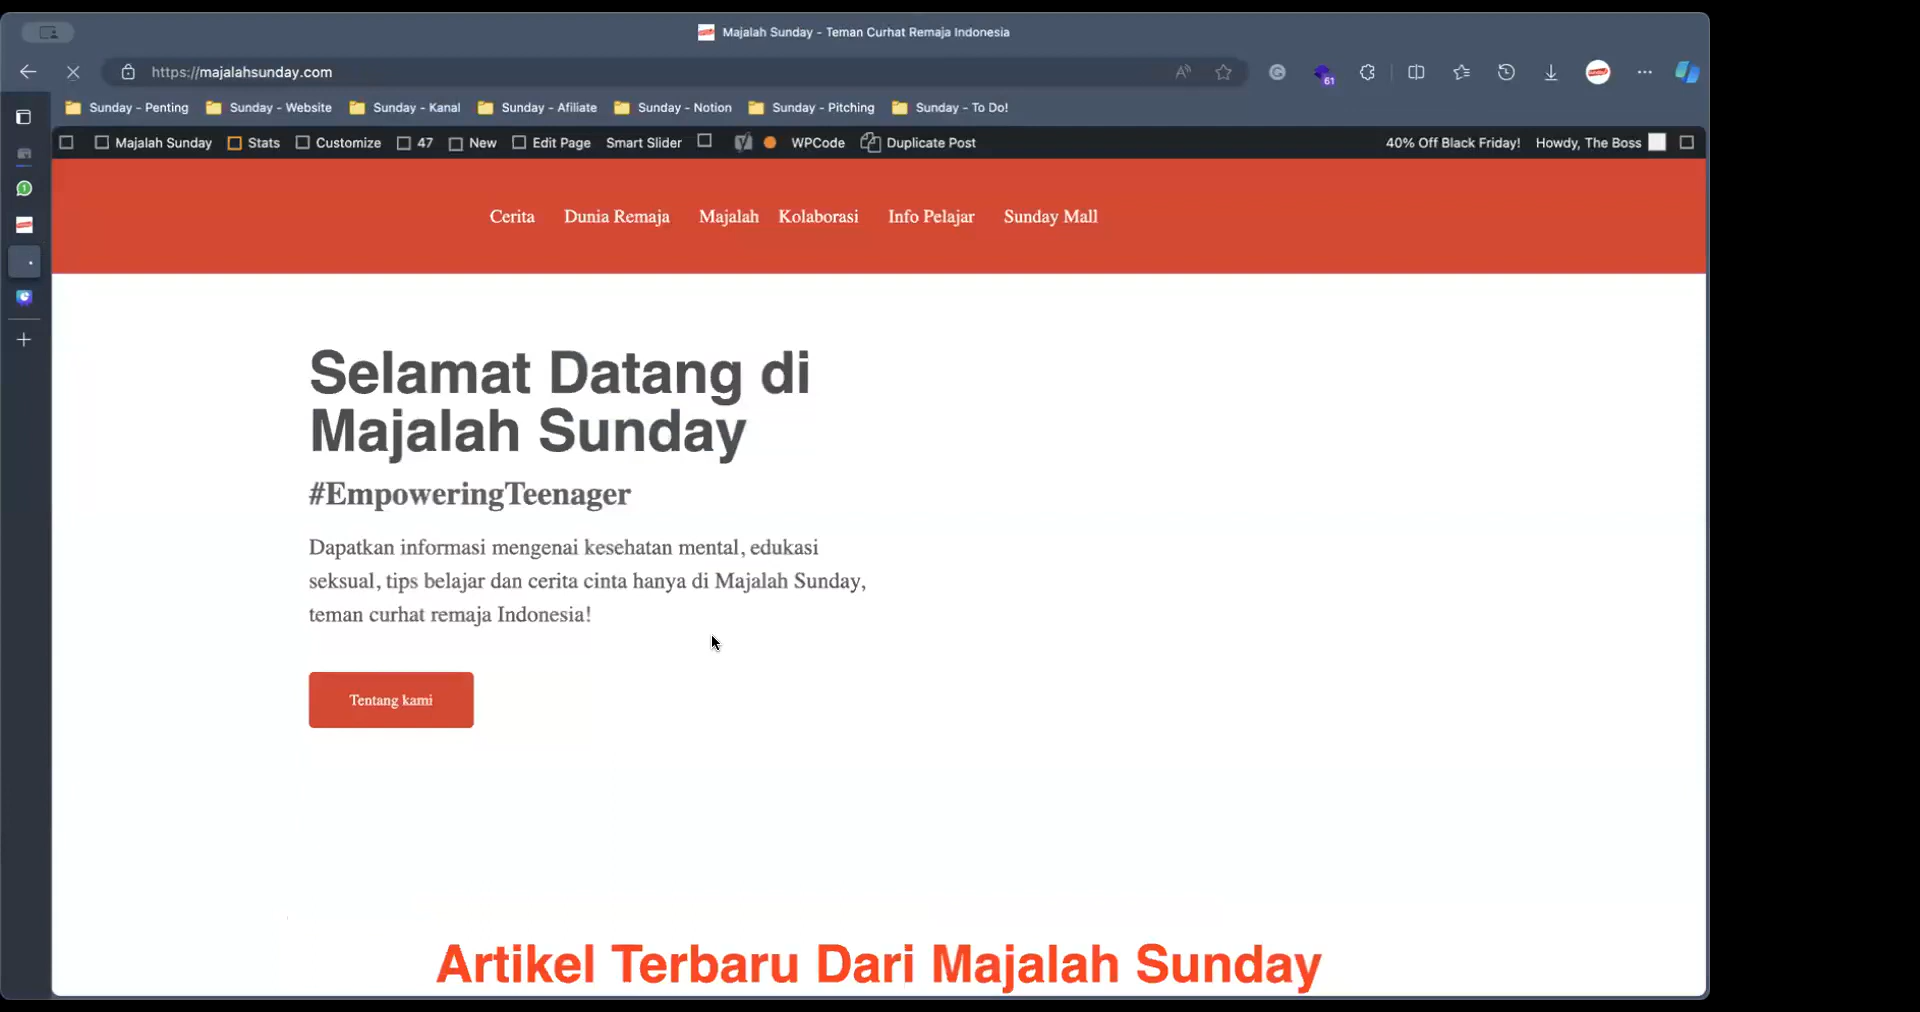 Majalah Sunday - Teman Curhat Remaja Indonesia
https://majalahsunday.com
61
Sunday - Penting
Sunday - Website
Sunday - Kanal
Sunday - Afiliate
Sunday - Notion
Sunday - Pitching
Sunday - To Do!
Majalah Sunday
Stats
Customize
47
New
Edit Page
Smart Slider
WPCode
Duplicate Post
40% Off Black Friday!
Howdy, The Boss
Cerita
Dunia Remaja
Majalah
Kolaborasi
Info Pelajar
Sunday Mall
Selamat Datang di
Majalah Sunday
#EmpoweringTeenager
Dapatkan informasi mengenai kesehatan mental, edukasi
seksual, tips belajar dan cerita cinta hanya di Majalah Sunday,
teman curhat remaja Indonesia!
Tentang kami
Artikel Terbaru Dari Majalah Sunday